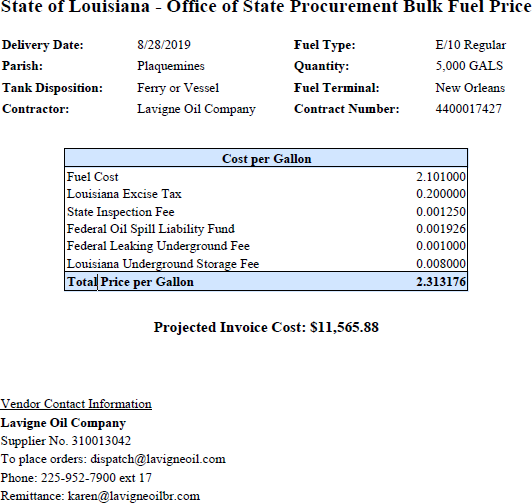 State of Louisiana - Office of State Procurement Bulk Fuel Price
Delivery Date: 8/28/2019 Fuel Type: E/10 Regular
Parish: Plaquemines Quantity: 5,000 GALS
Tank Disposition: Ferry or Vessel Fuel Terminal: New Orleans
Contractor: Lavigne Oil Company Contract Number: 4400017427
Cost per Gallon
Fuel Cost 2.101000
Louisiana Excise Tax 0.200000
State Inspection Fee 0.001250
Federal Oil Spill Liability Fund 0.001926
Federal Leaking Underground Fee 0.001000
Louisiana Underground Storage Fee 0.008000
Total Price per Gallon 2.313176
Projected Invoice Cost: $11,565.88
Vendor Contact Information
Lavigne Oil Company
Supplier No. 310013042
To place orders: dispatch@lavigneoil.com
Phone: 225-952-7900 ext 17
Remittance: karen@lavigneoilbr.com